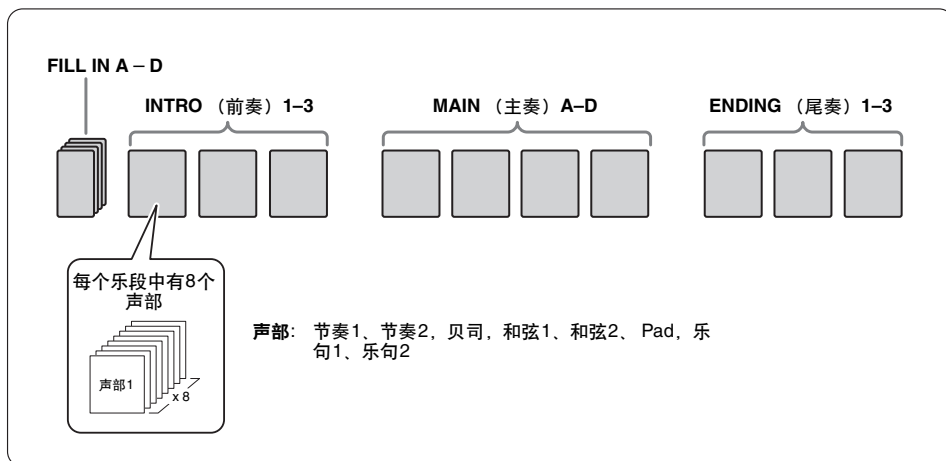 FILL IN A – D
INTRO （前奏）1–3
MAIN （主奏）A–D
ENDING （尾奏）1–3
每个乐段中有8个
声部
声部1
x 8
声部： 节奏1、节奏2，贝司，和弦1、和弦2、 Pad，乐
句1、乐句2